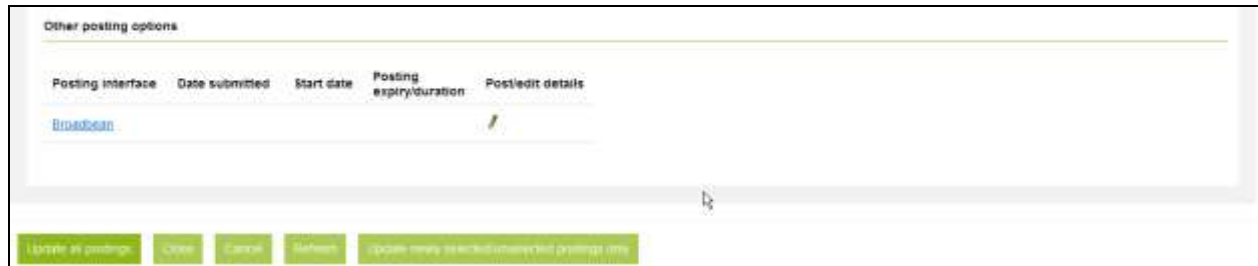 Other posting options
Posting interface Date submitted Start date Posting expiry/duration Post/edit details
Broadbean
Update all postings Close Cancel Refresh Update newly selected/unselected postings only